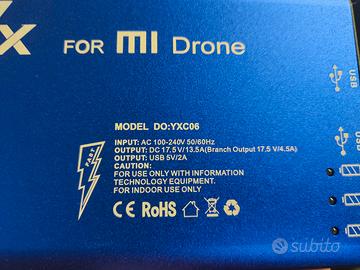 FOR mi Drone
MODEL DO:YXC06
INPUT: AC 100-240V 50/60Hz
OUTPUT: DC 17.5V/13.5A(Branch Output 17.5 V/4.5A)
OUTPUT: USB 5V/2A
CAUTION:
FOR USE ONLY WITH INFORMATION
TECHNOLOGY EQUIPMENT.
FOR INDOOR USE ONLY
CE RoHS
USB
USB
subito